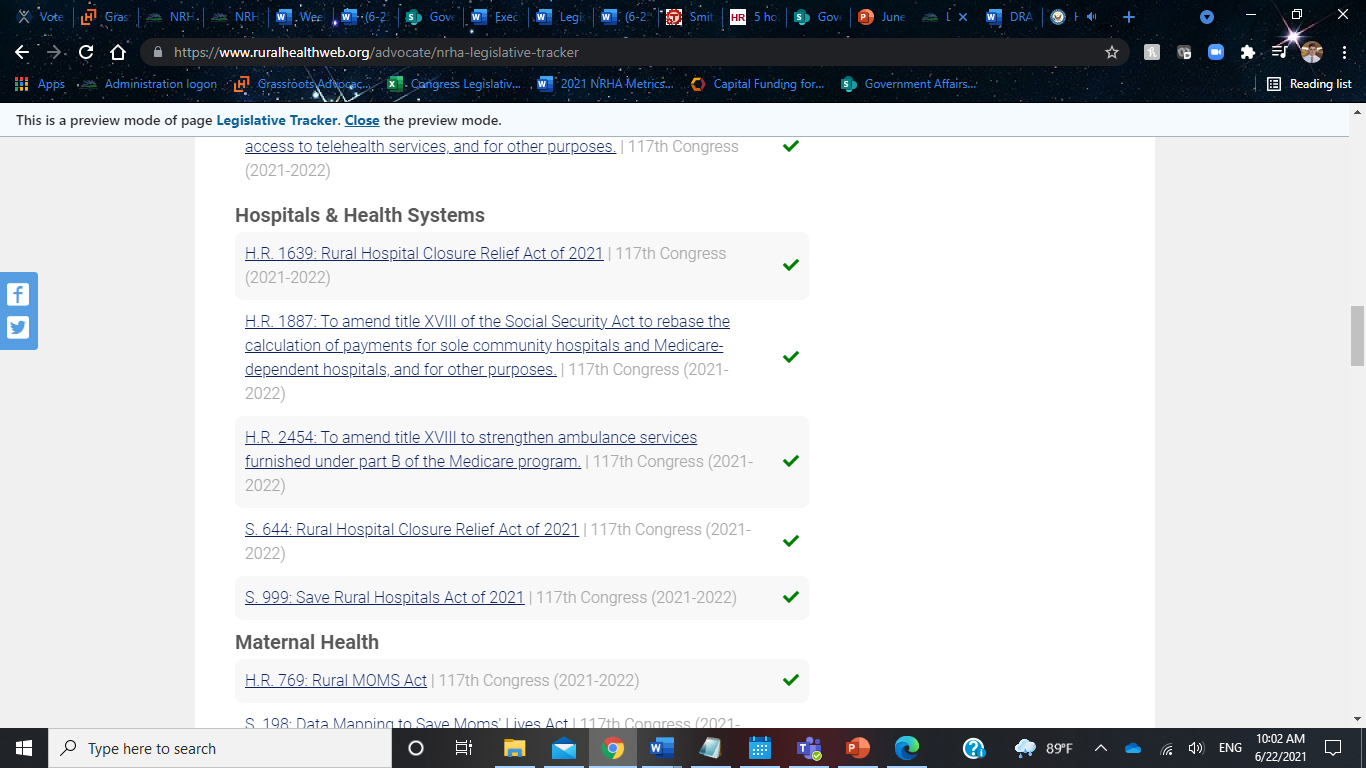 Vote
Gras
NRH
NRH
Wee
(6-2
Gove
Exec
Legis
(6-2
Smit
HR
5 ho
Gov
June
L
DRA
https://www.ruralhealthweb.org/advocate/nrha-legislative-tracker
Apps
Administration logon
Grassroots Advocac...
Congress Legislativ...
2021 NRHA Metrics...
Capital Funding for...
Government Affairs...
Reading list
This is a preview mode of page Legislative Tracker. Close the preview mode.
access to telehealth services, and for other purposes. | 117th Congress
(2021-2022)
Hospitals & Health Systems
H.R. 1639: Rural Hospital Closure Relief Act of 2021 | 117th Congress
(2021-2022)
H.R. 1887: To amend title XVIII of the Social Security Act to rebase the
calculation of payments for sole community hospitals and Medicare-
dependent hospitals, and for other purposes. | 117th Congress (2021-
2022)
H.R. 2454: To amend title XVIII to strengthen ambulance services
furnished under part B of the Medicare program. | 117th Congress (2021-
2022)
S. 644: Rural Hospital Closure Relief Act of 2021 | 117th Congress (2021-
2022)
S. 999: Save Rural Hospitals Act of 2021 | 117th Congress (2021-2022)
Maternal Health
H.R. 769: Rural MOMS Act | 117th Congress (2021-2022)
S. 198: Data Mapping to Save Moms' Lives Act | 117th Congress (2021-
Type here to search
89°F
ENG
10:02 AM
6/22/2021